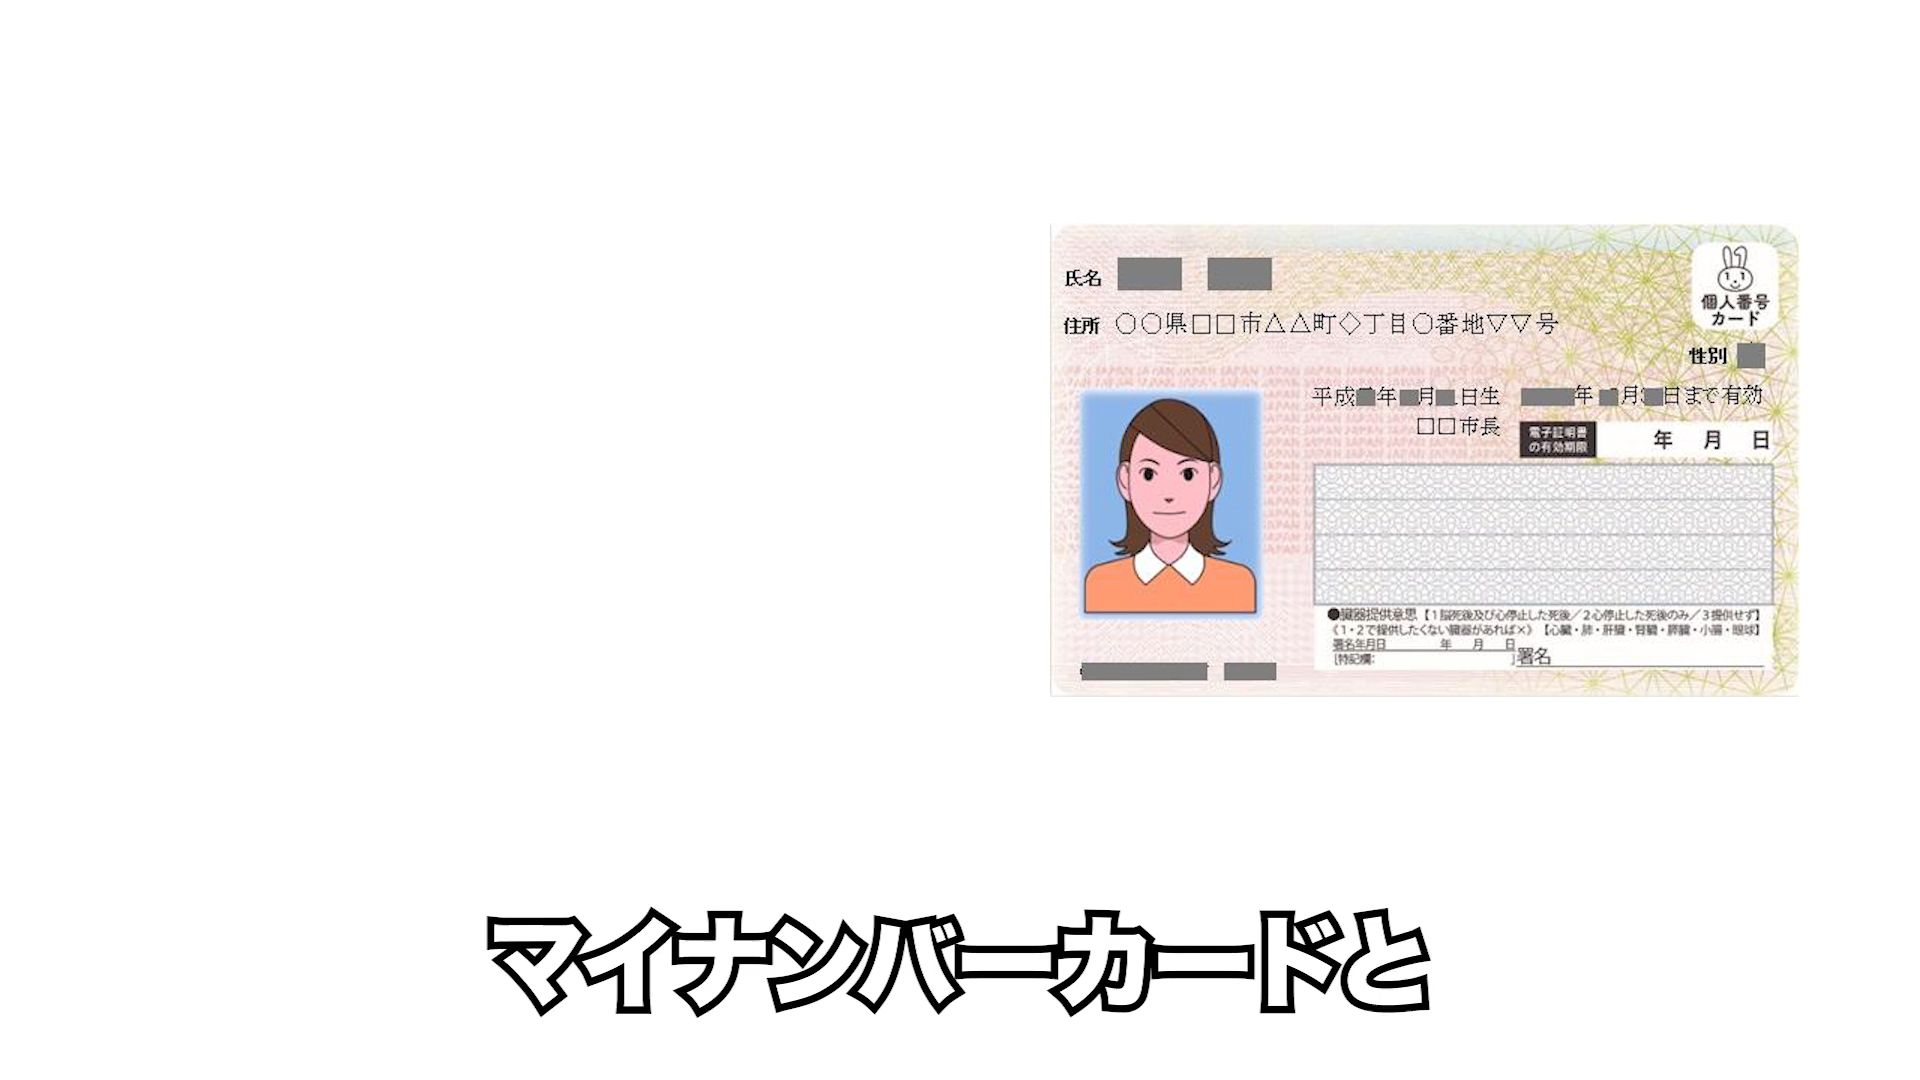 氏名
住所 〇〇県□□市△△町◇丁目〇番地▽▽号
個人番号
カード
性別
平成 年 月 日生 年 月 日まで有効
□□市長
電子証明書
の有効期限
年 月 日
●臓器提供意思【1脳死後及び心停止した死後／2心停止した死後のみ／3提供せず】
《1・2で提供したくない臓器があれば×》【心臓・肺・肝臓・腎臓・膵臓・小腸・眼球】
署名年月日 年 月 日
[特記欄: ]署名
マイナンバーカードと